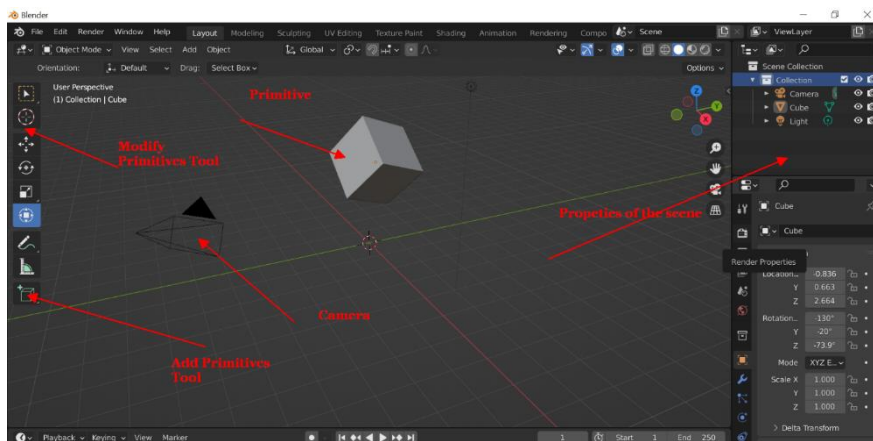 Blender
File Edit Render Window Help Layout Modeling Sculpting UV Editing Texture Paint Shading Animation Rendering Compo Scene ViewLayer
Object Mode View Select Add Object Global
Orientation: Default Drag: Select Box Options
User Perspective
(1) Collection | Cube
Z
Y
X
Primitive
Modify
Primitives Tool
Propeties of the scene
Camera
Add Primitives
Tool
Scene Collection
Collection
Camera
Cube
Light
Cube
Cube
Render Properties
Location... -0.836
Y 0.663
Z 2.664
Rotation... -130°
Y -20°
Z -73.9°
Mode XYZ E...
Scale X 1.000
Y 1.000
Z 1.000
Delta Transform
Playback Keying View Marker 1 Start 1 End 250